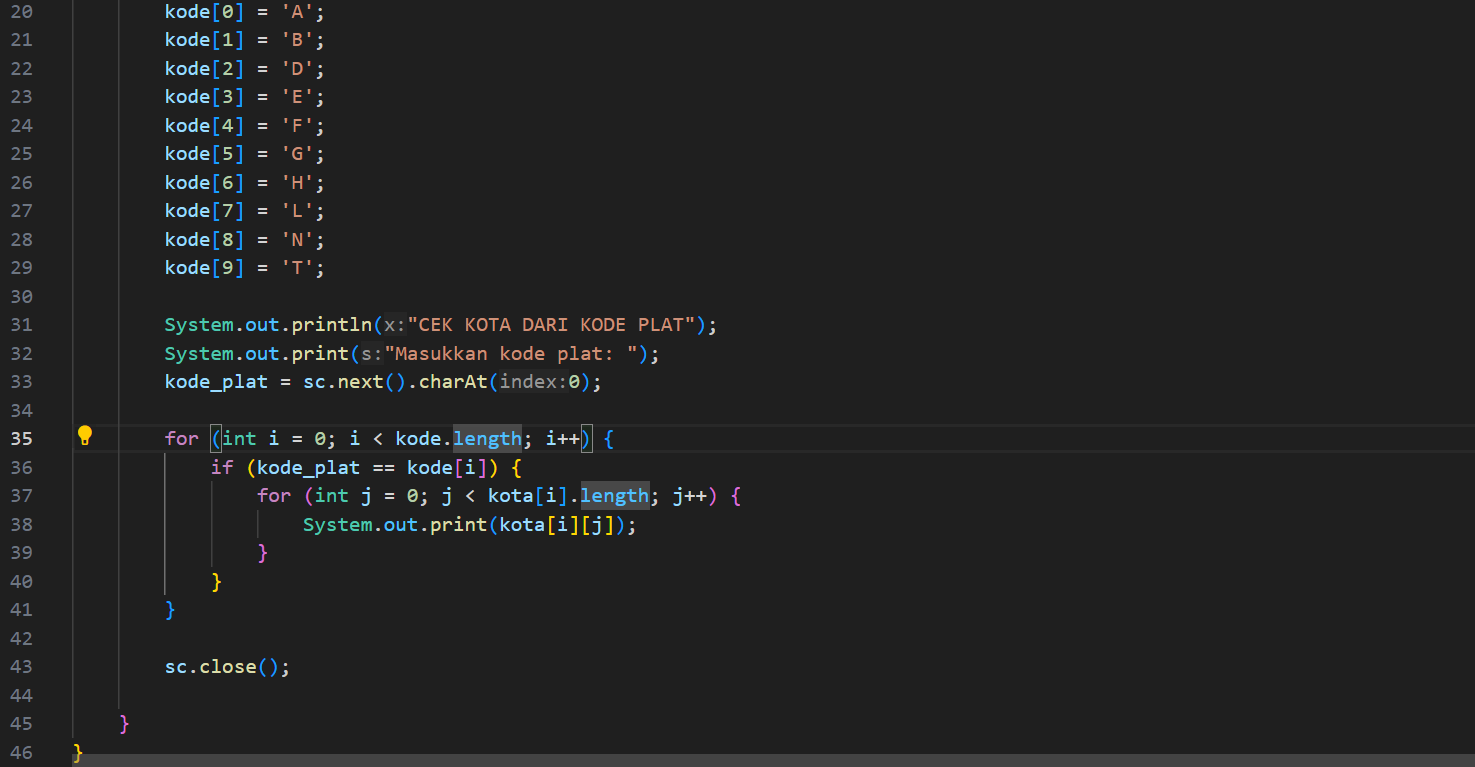 20 kode[0] = 'A';
21 kode[1] = 'B';
22 kode[2] = 'D';
23 kode[3] = 'E';
24 kode[4] = 'F';
25 kode[5] = 'G';
26 kode[6] = 'H';
27 kode[7] = 'L';
28 kode[8] = 'N';
29 kode[9] = 'T';
30
31 System.out.println(x:"CEK KOTA DARI KODE PLAT");
32 System.out.print(s:"Masukkan kode plat: ");
33 kode_plat = sc.next().charAt(index:0);
34
35 for (int i = 0; i < kode.length; i++) {
36 if (kode_plat == kode[i]) {
37 for (int j = 0; j < kota[i].length; j++) {
38 System.out.print(kota[i][j]);
39 }
40 }
41 }
42
43 sc.close();
44
45 }
46 }